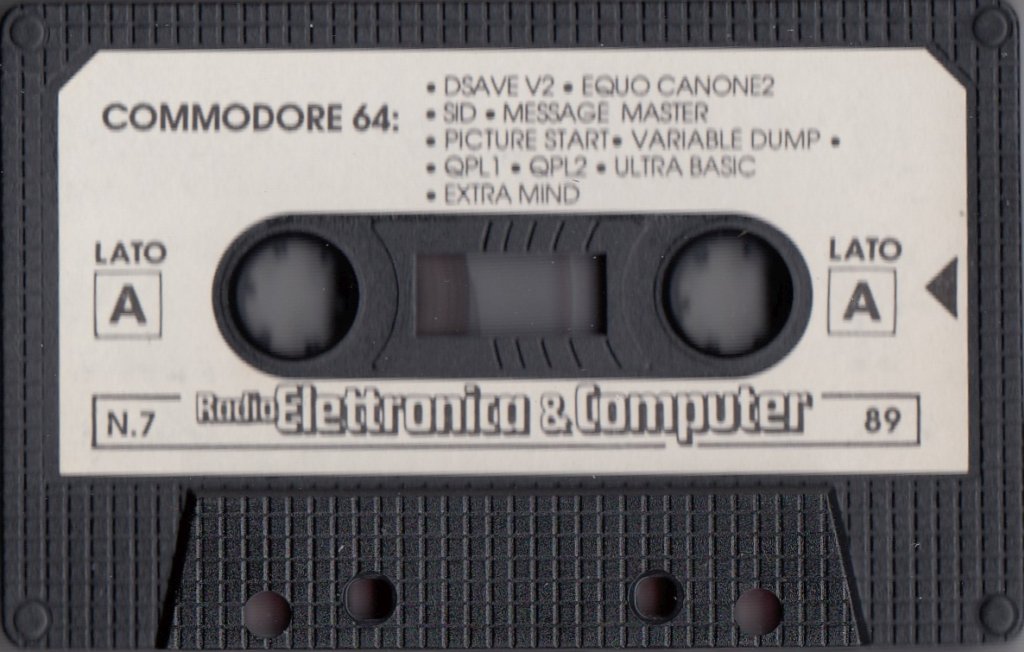 COMMODORE 64:
• DSAVE V2 • EQUO CANONE2
• SID • MESSAGE MASTER
• PICTURE START • VARIABLE DUMP •
• QPL1 • QPL2 • ULTRA BASIC
• EXTRA MIND
LATO
A
LATO
A
N.7
Radio Elettronica & Computer
89